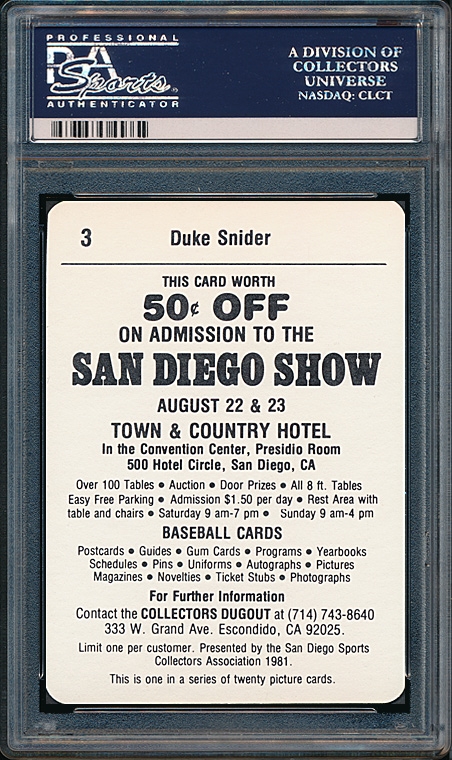 PROFESSIONAL
PSA
Sports
AUTHENTICATOR
A DIVISION OF
COLLECTORS
UNIVERSE
NASDAQ: CLCT
3 Duke Snider
THIS CARD WORTH
50¢ OFF
ON ADMISSION TO THE
SAN DIEGO SHOW
AUGUST 22 & 23
TOWN & COUNTRY HOTEL
In the Convention Center, Presidio Room
500 Hotel Circle, San Diego, CA
Over 100 Tables • Auction • Door Prizes • All 8 ft. Tables
Easy Free Parking • Admission $1.50 per day • Rest Area with
table and chairs • Saturday 9 am-7 pm • Sunday 9 am-4 pm
BASEBALL CARDS
Postcards • Guides • Gum Cards • Programs • Yearbooks
Schedules • Pins • Uniforms • Autographs • Pictures
Magazines • Novelties • Ticket Stubs • Photographs
For Further Information
Contact the COLLECTORS DUGOUT at (714) 743-8640
333 W. Grand Ave. Escondido, CA 92025.
Limit one per customer. Presented by the San Diego Sports
Collectors Association 1981.
This is one in a series of twenty picture cards.